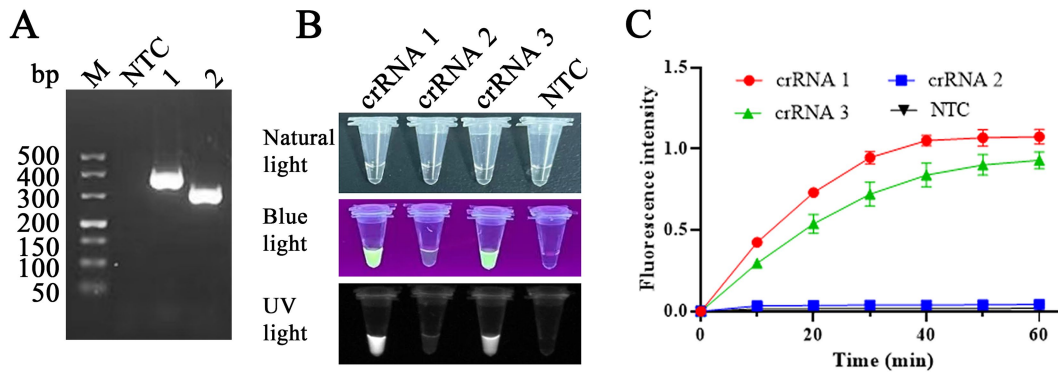 A
bp
M
NTC
1
2
500
400
300
200
150
100
50
B
crRNA 1
crRNA 2
crRNA 3
NTC
Natural
light
Blue
light
UV
light
C
Fluorescence intensity
1.5
1.0
0.5
0.0
crRNA 1
crRNA 2
crRNA 3
NTC
0
20
40
60
Time (min)